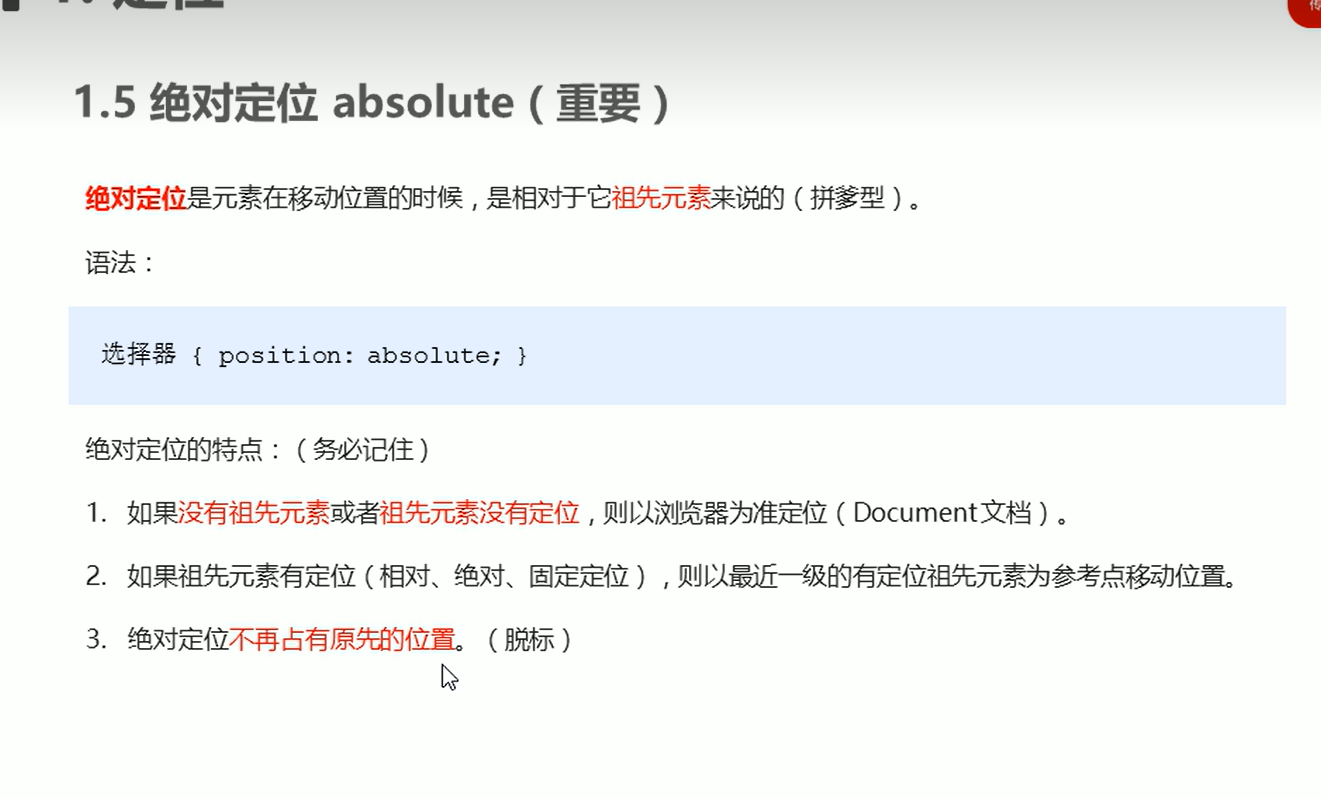 1.5 绝对定位 absolute（重要）
绝对定位是元素在移动位置的时候，是相对于它祖先元素来说的（拼爹型）。
语法：
选择器 { position: absolute; }
绝对定位的特点：（务必记住）
1. 如果没有祖先元素或者祖先元素没有定位，则以浏览器为准定位（Document文档）。
2. 如果祖先元素有定位（相对、绝对、固定定位），则以最近一级的有定位祖先元素为参考点移动位置。
3. 绝对定位不再占有原先的位置。（脱标）